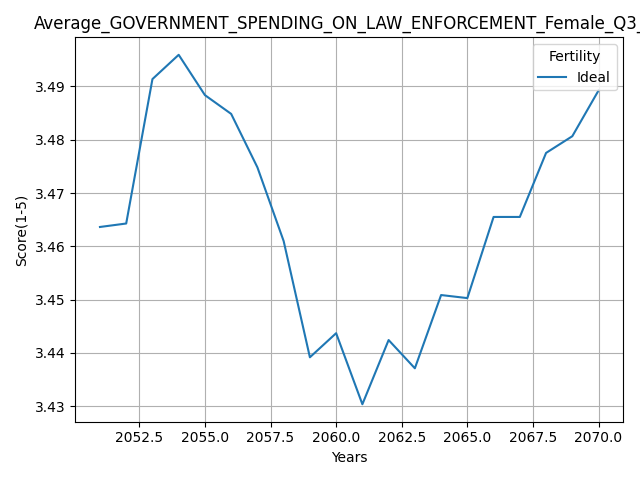 Average_GOVERNMENT_SPENDING_ON_LAW_ENFORCEMENT_Female_Q3_
Fertility
Ideal
3.49
3.48
3.47
3.46
3.45
3.44
3.43
Score(1-5)
2052.5 2055.0 2057.5 2060.0 2062.5 2065.0 2067.5 2070.0
Years